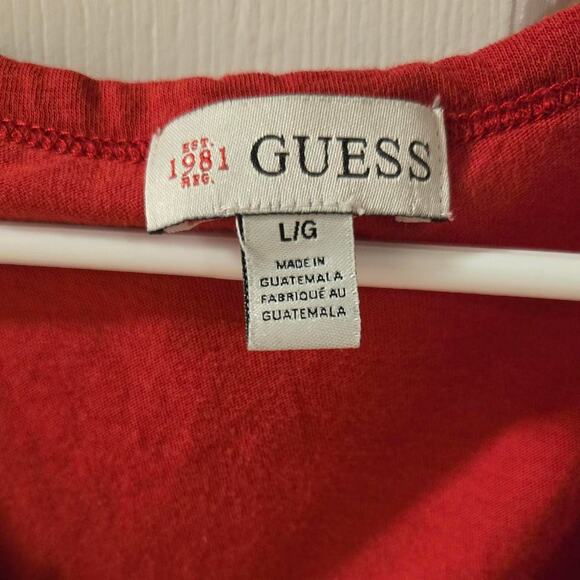 EST.
1981
REG.
GUESS
L/G
MADE IN
GUATEMALA
FABRIQUÉ AU
GUATEMALA